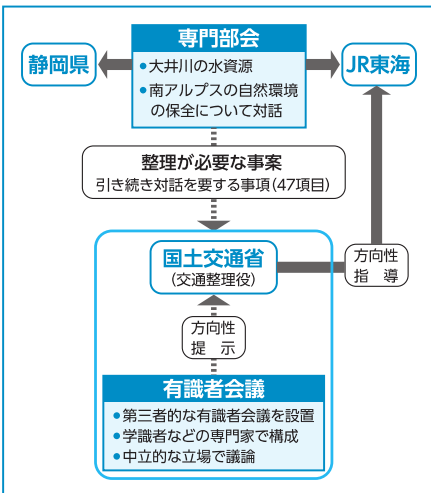 専門部会
静岡県
●大井川の水資源
●南アルプスの自然環境
の保全について対話
JR東海
整理が必要な事案
引き続き対話を要する事項(47項目)
国土交通省
(交通整理役)
方向性
指 導
方向性
提 示
有識者会議
●第三者的な有識者会議を設置
●学識者などの専門家で構成
●中立的な立場で議論